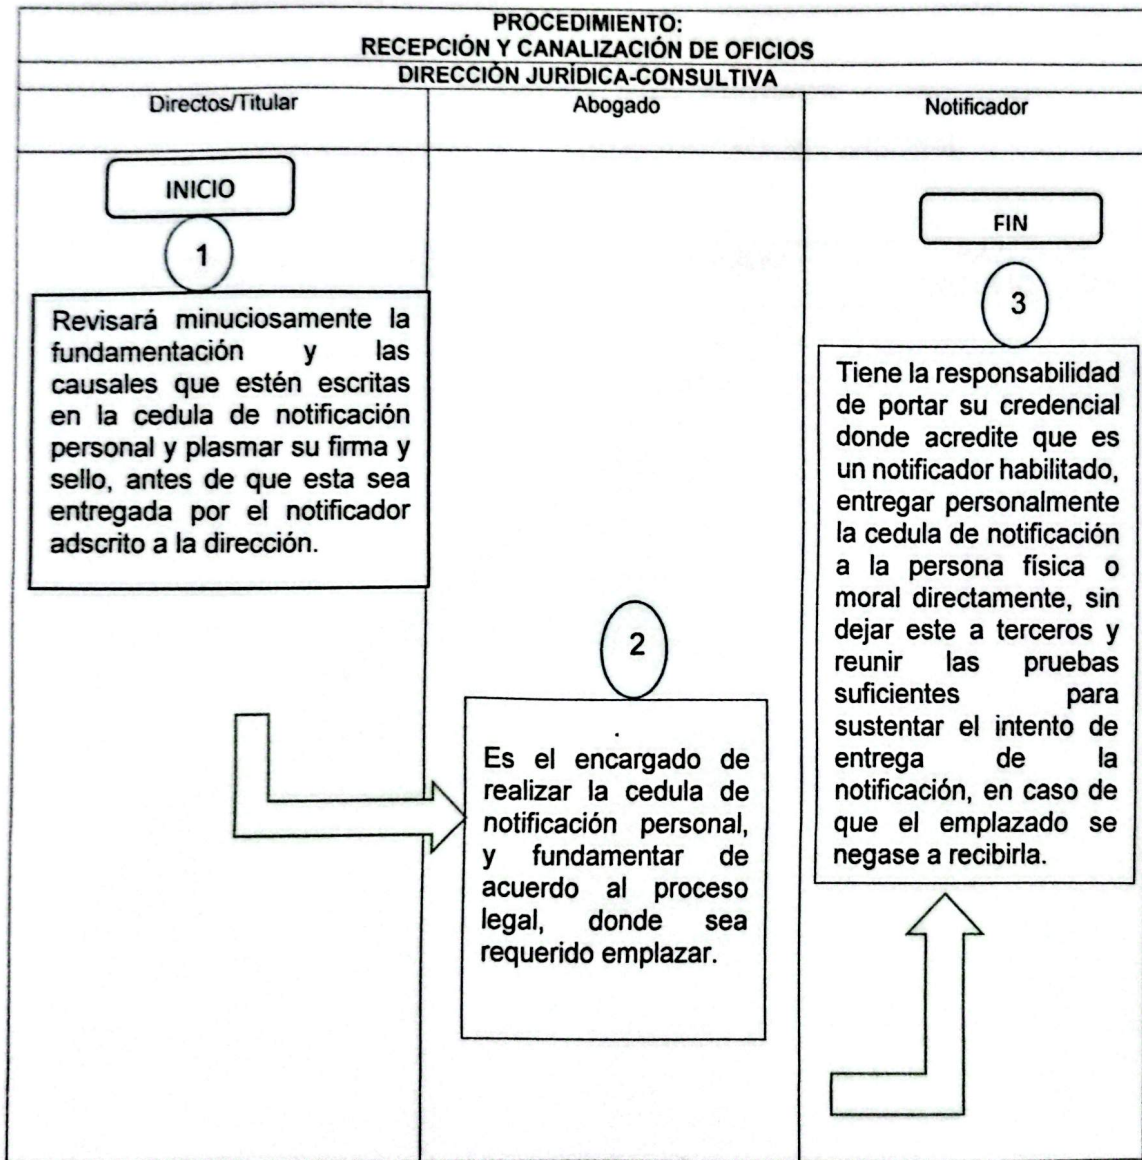 PROCEDIMIENTO:
RECEPCIÓN Y CANALIZACIÓN DE OFICIOS
DIRECCIÓN JURÍDICA-CONSULTIVA
Directos/Titular
Abogado
Notificador
INICIO
1
Revisará minuciosamente la
fundamentación y las
causales que estén escritas
en la cedula de notificación
personal y plasmar su firma y
sello, antes de que esta sea
entregada por el notificador
adscrito a la dirección.
2
Es el encargado de
realizar la cedula de
notificación personal,
y fundamentar de
acuerdo al proceso
legal, donde sea
requerido emplazar.
FIN
3
Tiene la responsabilidad
de portar su credencial
donde acredite que es
un notificador habilitado,
entregar personalmente
la cedula de notificación
a la persona física o
moral directamente, sin
dejar este a terceros y
reunir las pruebas
suficientes para
sustentar el intento de
entrega de la
notificación, en caso de
que el emplazado se
negase a recibirla.